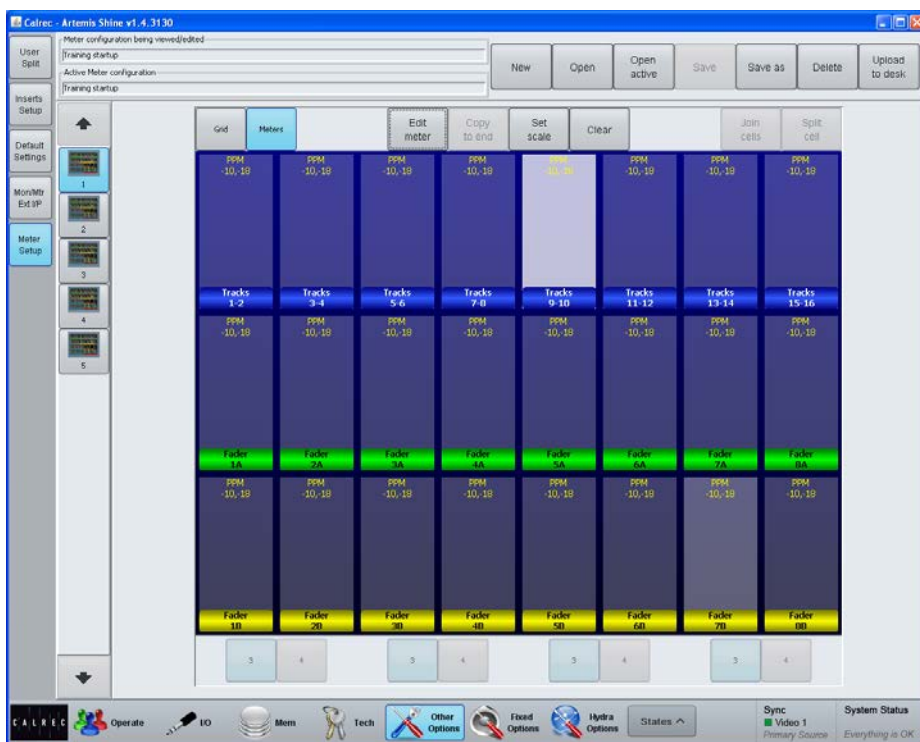 Calrec - Artemis Shine v1.4.3130
User Split
Inserts Setup
Default Settings
Mon/Mtr Ext I/P
Meter Setup
Meter configuration being viewed/edited
Training startup
Active Meter configuration
Training startup
New
Open
Open active
Save
Save as
Delete
Upload to desk
Grid
Meters
Edit meter
Copy to end
Set scale
Clear
Join cells
Split cell
1
2
3
4
5
PPM PPM PPM PPM PPM PPM PPM PPM
-10,-18 -10,-18 -10,-18 -10,-18 -10,-18 -10,-18 -10,-18 -10,-18
Tracks Tracks Tracks Tracks Tracks Tracks Tracks Tracks
1-2 3-4 5-6 7-8 9-10 11-12 13-14 15-16
PPM PPM PPM PPM PPM PPM PPM PPM
-10,-18 -10,-18 -10,-18 -10,-18 -10,-18 -10,-18 -10,-18 -10,-18
Fader Fader Fader Fader Fader Fader Fader Fader
1A 2A 3A 4A 5A 6A 7A 8A
PPM PPM PPM PPM PPM PPM PPM PPM
-10,-18 -10,-18 -10,-18 -10,-18 -10,-18 -10,-18 -10,-18 -10,-18
Fader Fader Fader Fader Fader Fader Fader Fader
1B 2B 3B 4B 5B 6B 7B 8B
3 4 3 4 3 4 3 4
CALREC
Operate
I/O
Mem
Tech
Other Options
Fixed Options
Hydra Options
States
Sync
Video 1
Primary Source
System Status
Everything is OK